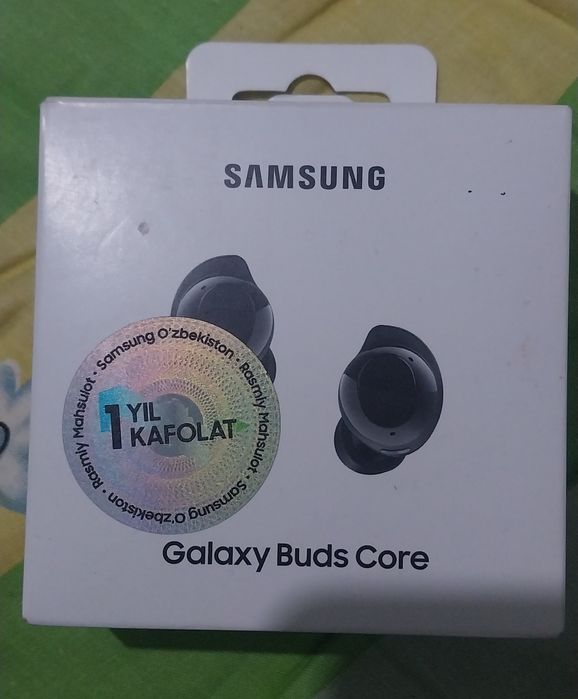 SAMSUNG
Samsung O'zbekiston · Rasmiy Mahsulot · Samsung O'zbekiston · Rasmiy Mahsulot ·
1 YIL
KAFOLAT
Galaxy Buds Core